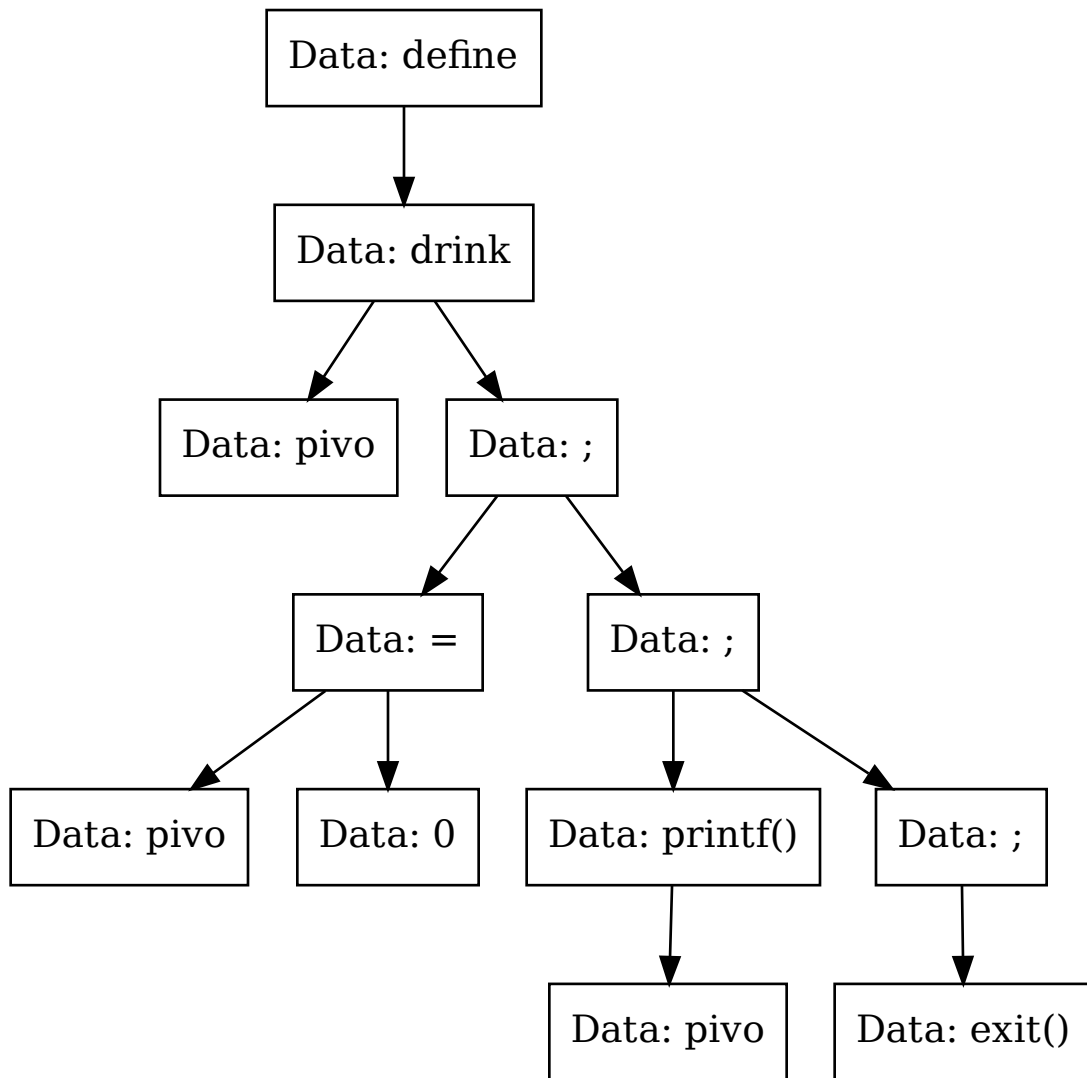 Data: define
Data: drink
Data: pivo
Data: ;
Data: =
Data: ;
Data: pivo
Data: 0
Data: printf()
Data: ;
Data: pivo
Data: exit()